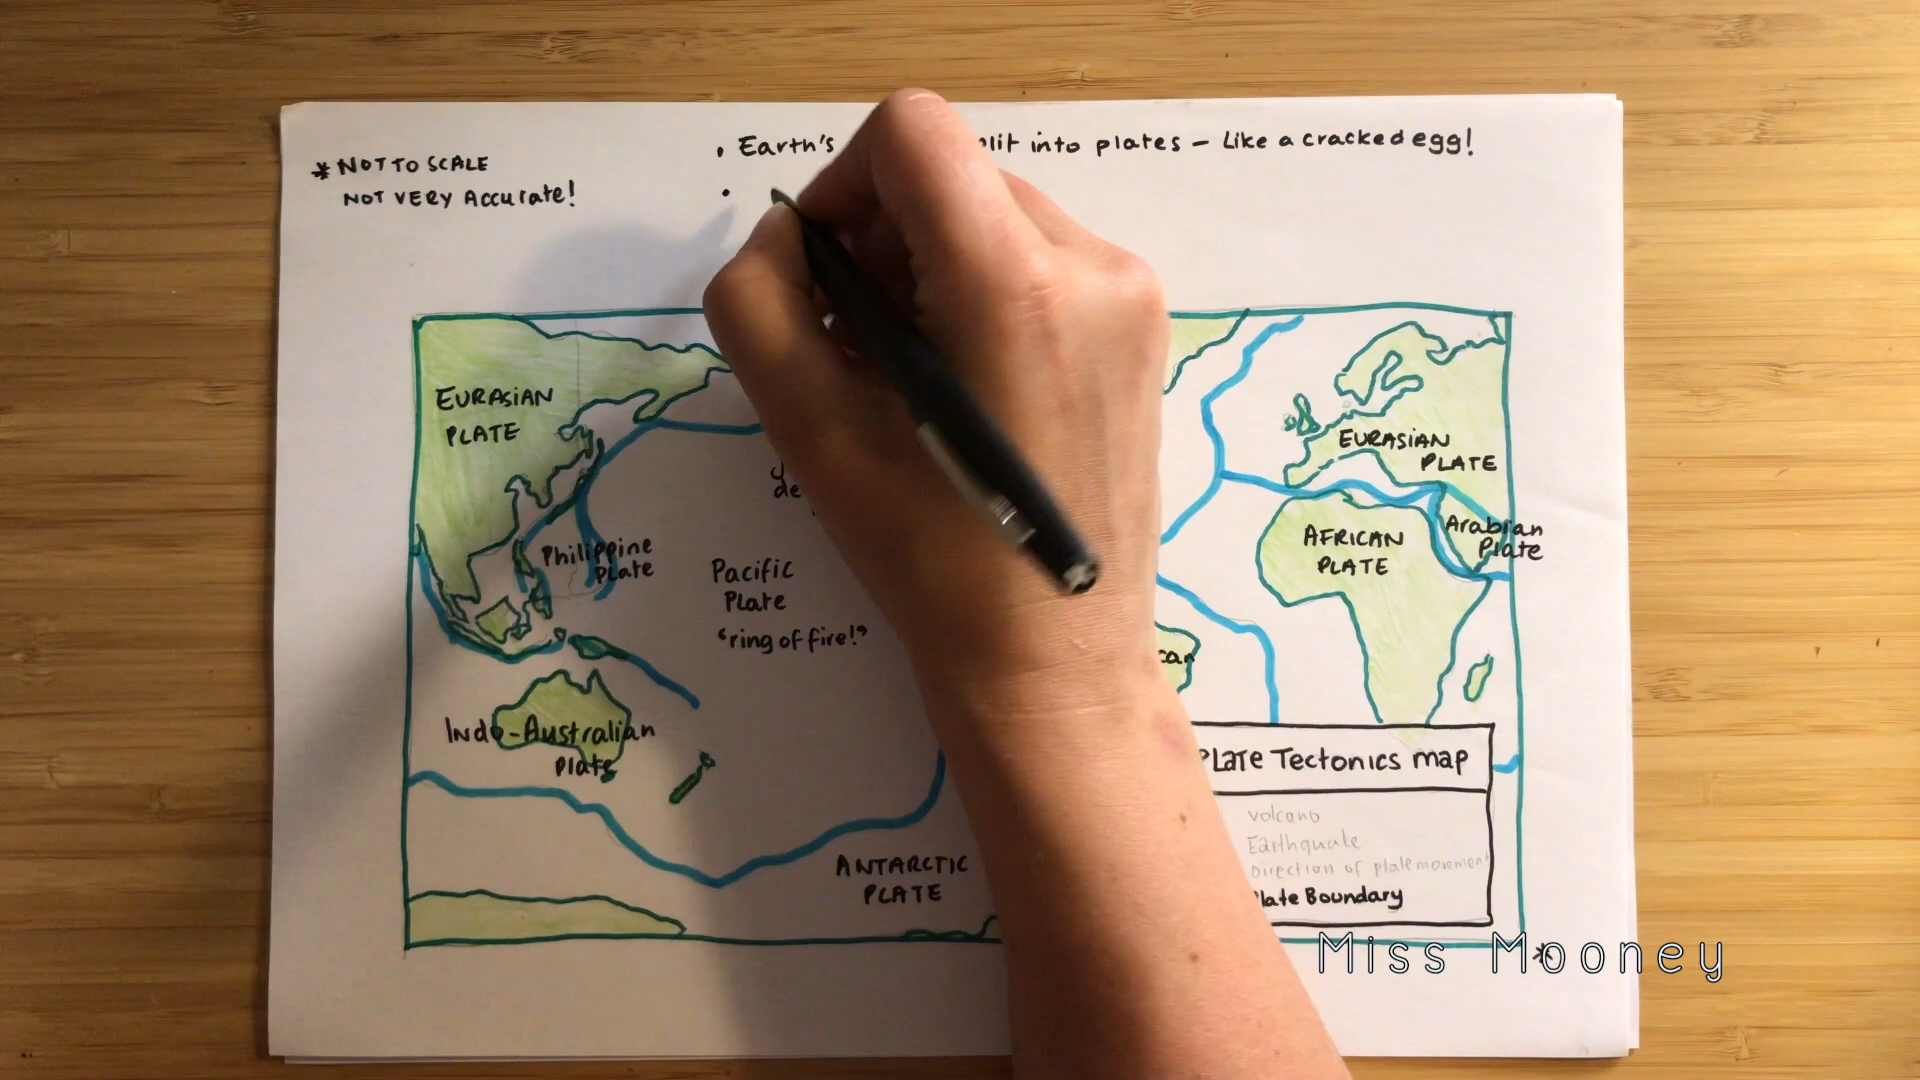 • Earth's split into plates - Like a cracked egg!
* NOT TO SCALE
NOT VERY Accurate!
•
EURASIAN
PLATE
Philippine
Plate
Pacific
Plate
'ring of fire!'
Indo-Australian
Plate
ANTARCTIC
PLATE
EURASIAN
PLATE
AFRICAN
PLATE
Arabian
Plate
Plate Tectonics map
volcano
Earthquake
Direction of plate movement
Plate Boundary
*
Miss Mooney